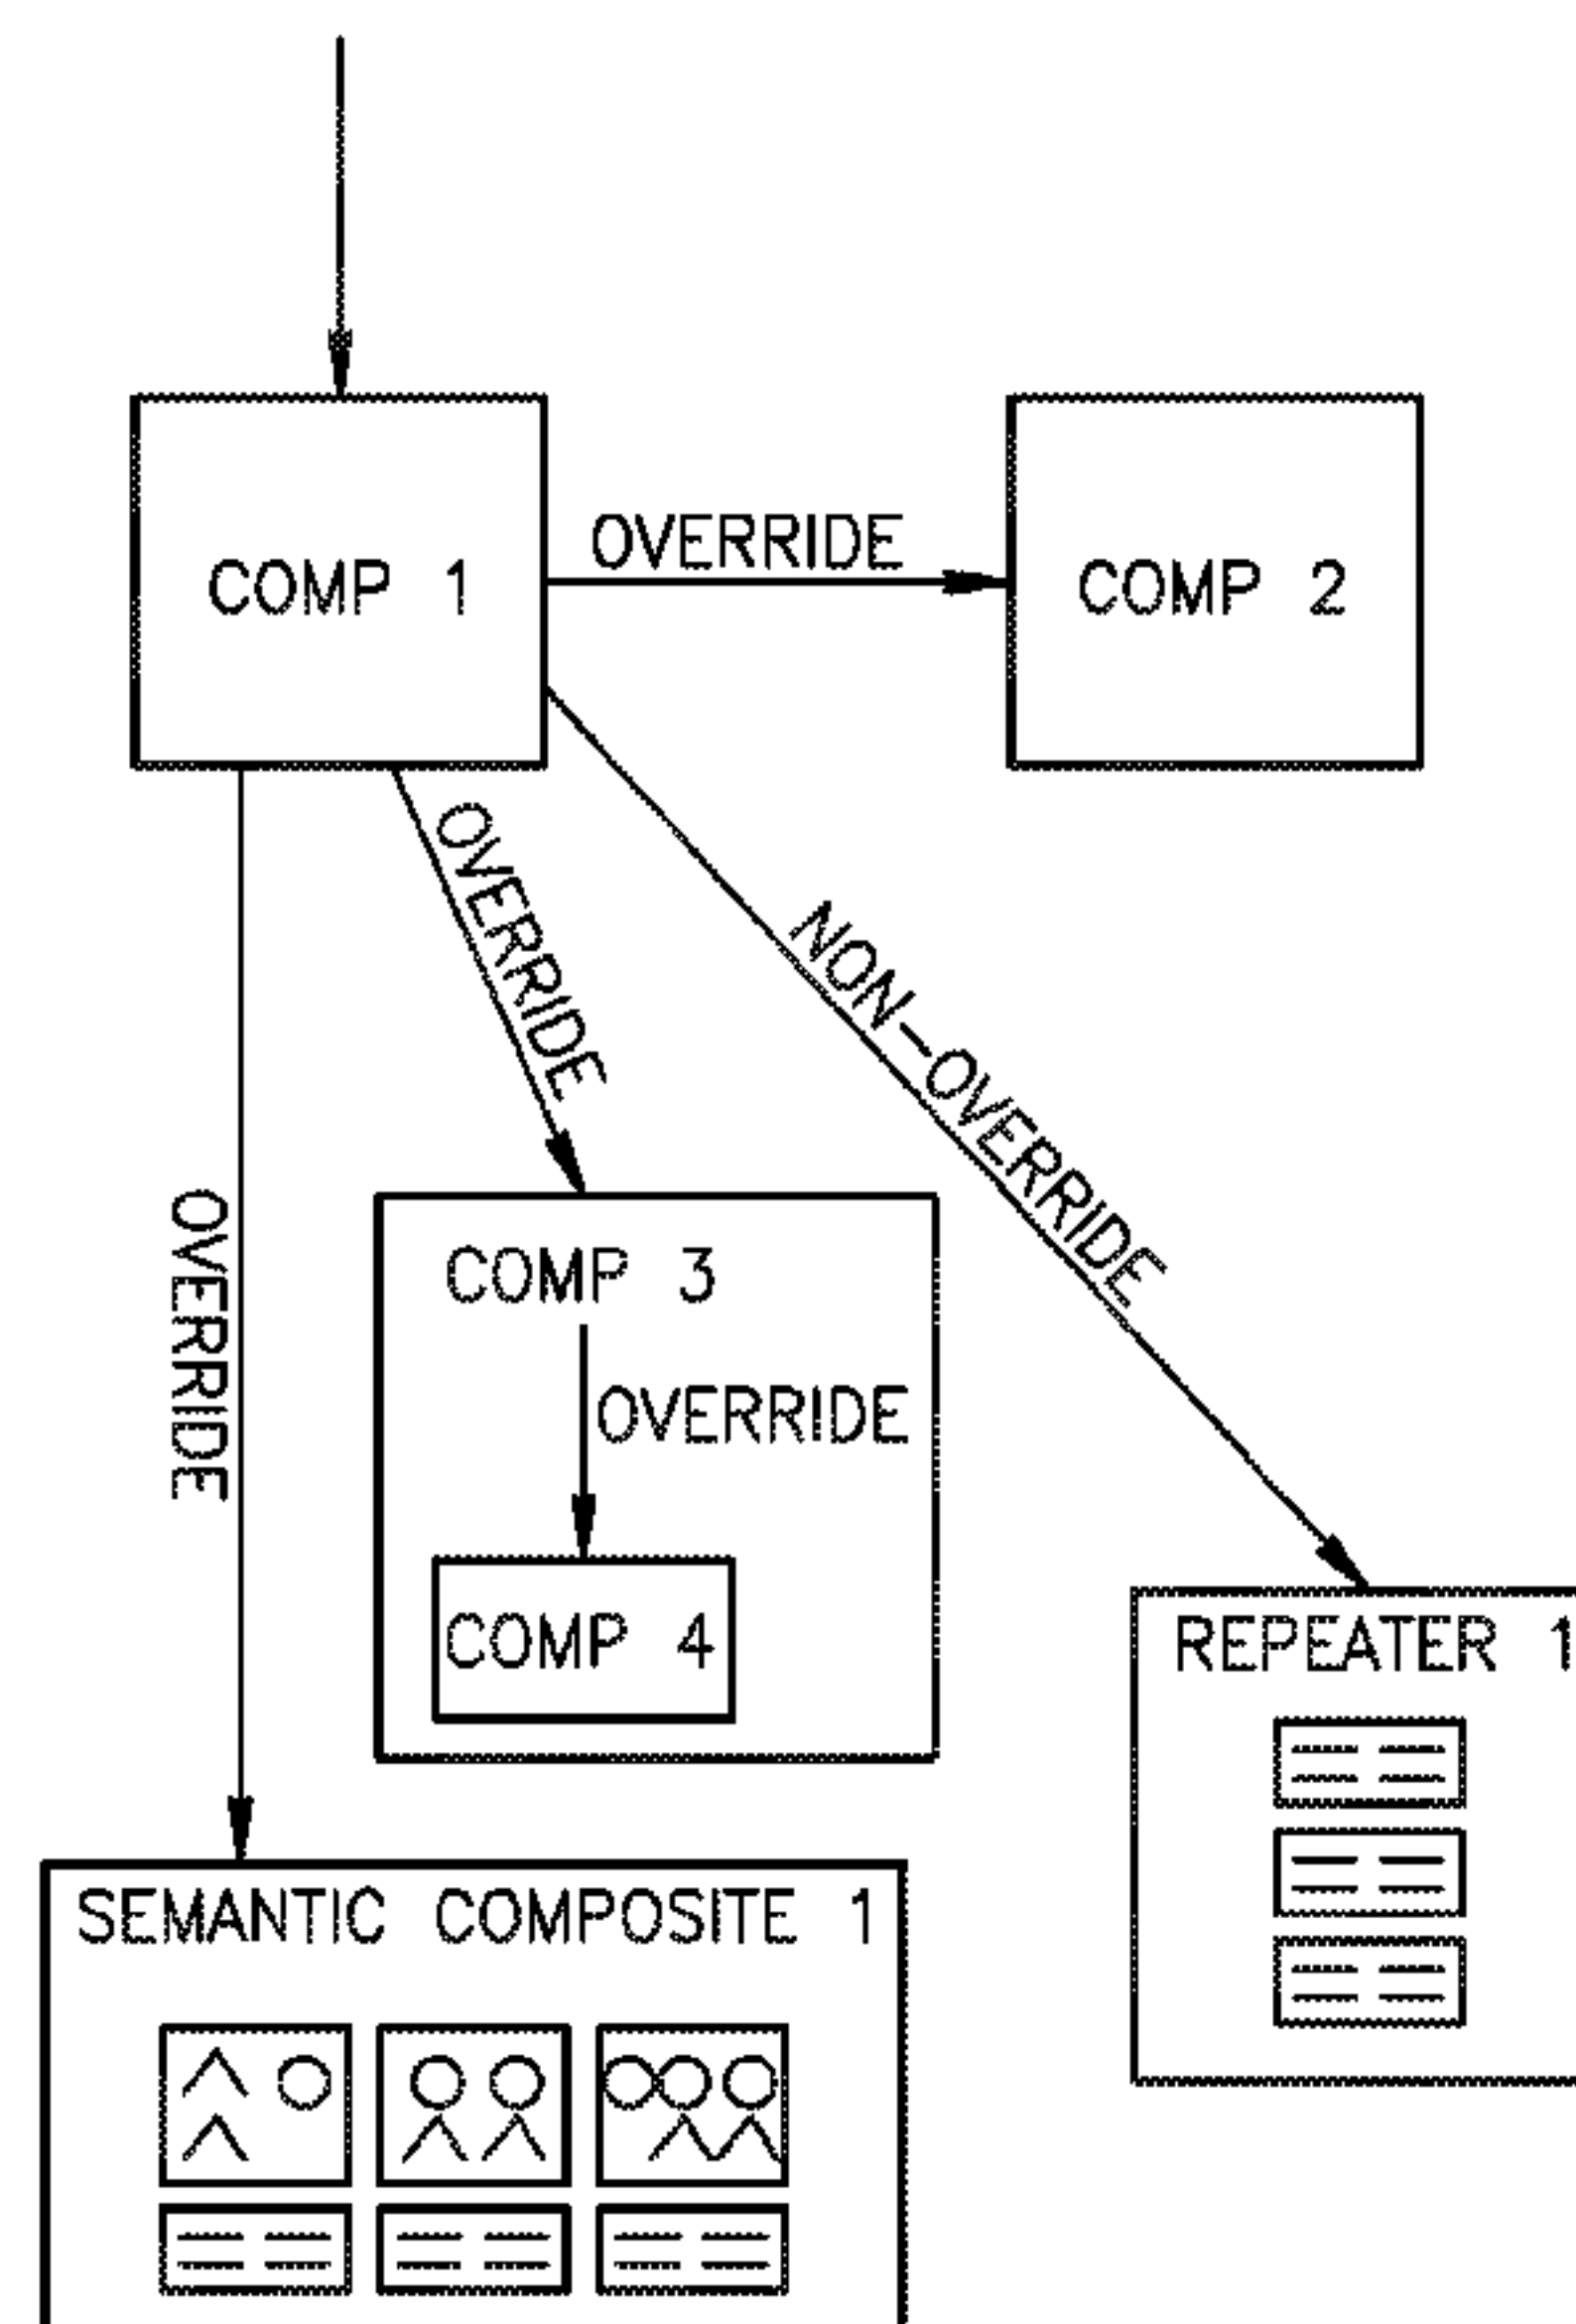 COMP 1
OVERRIDE
COMP 2
OVERRIDE
NON-OVERRIDE
OVERRIDE
COMP 3
OVERRIDE
COMP 4
REPEATER 1
SEMANTIC COMPOSITE 1